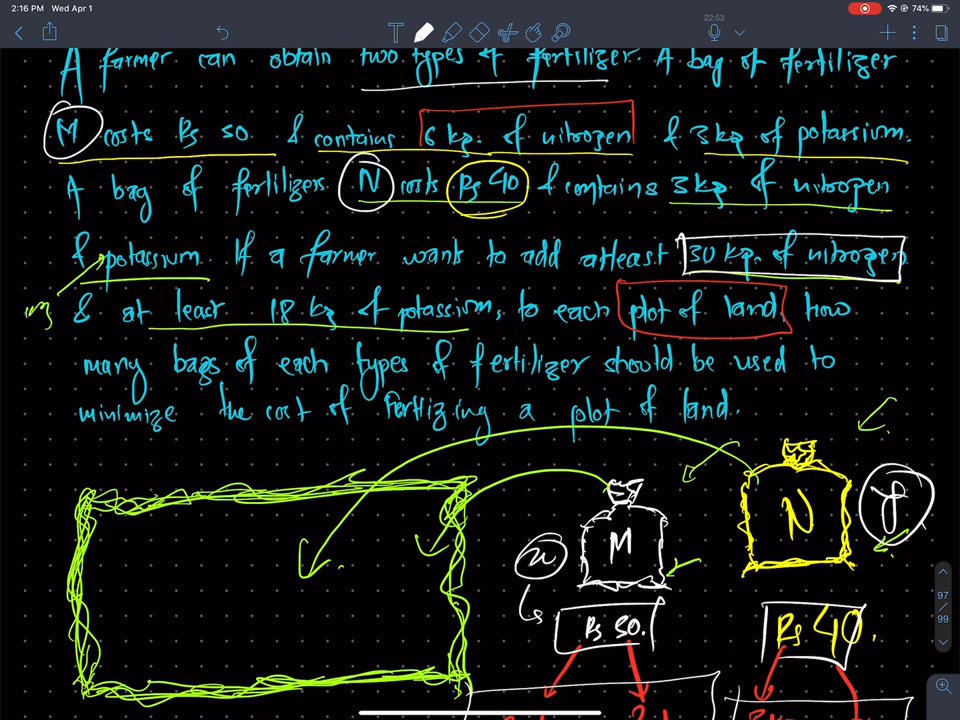 2:16 PM Wed Apr 1
74%
22:53
A farmer can obtain two types of fertilizer. A bag of fertilizer
M costs Rs 50 & contains 6 kg. of nitrogen & 3 kg of potassium.
A bag of fertilizers N costs Rs 40 & contains 3 kg of nitrogen
& potassium. If a farmer wants to add atleast 30 kg. of nitrogen
& at least 18 kg of potassium, to each plot of land, how
many bags of each types of fertilizer should be used to
minimize the cost of fertlizing a plot of land.
M
N
y
x
Rs 50.
Rs 40.
97
/
99